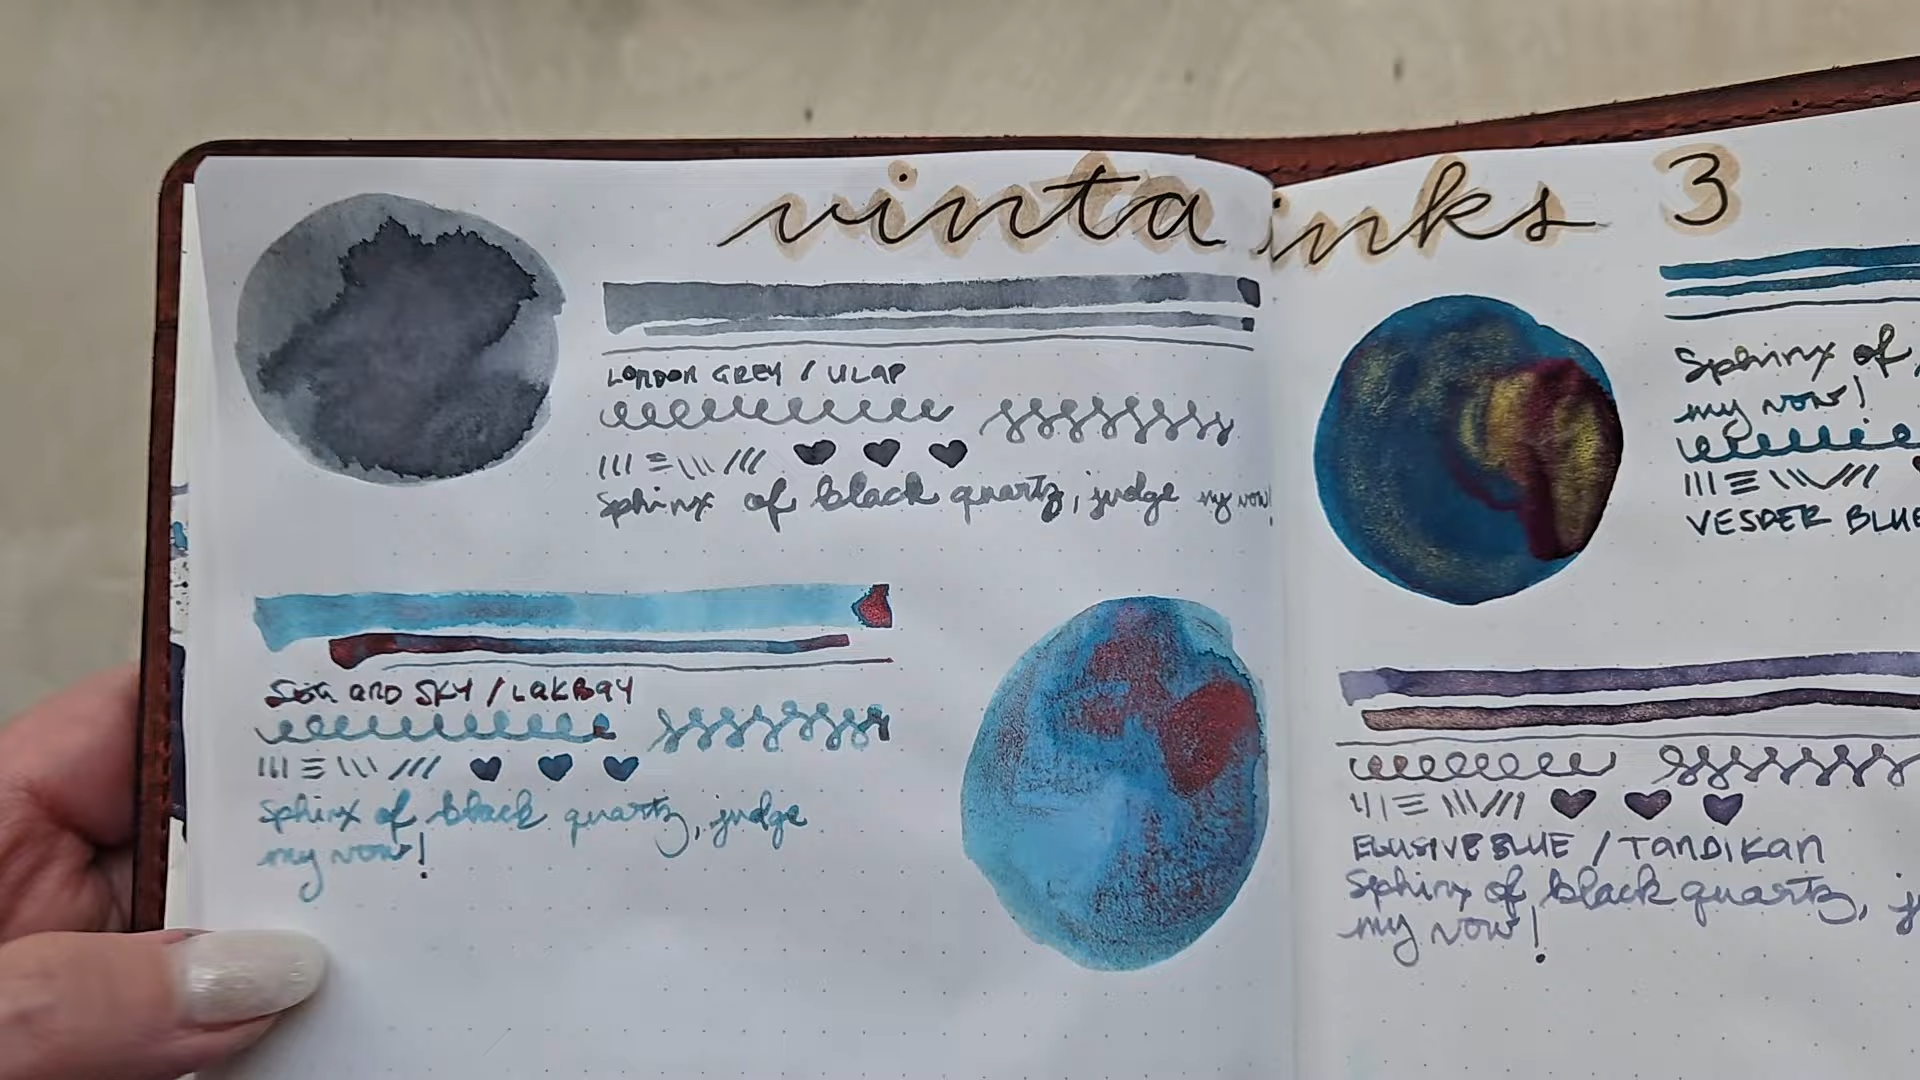 vinta inks 3
LONDON GREY / ULAP
Sphinx of black quartz, judge my vow!
SEA AND SKY / LAKBAY
Sphinx of black quartz, judge
my vow!
Sphinx of
my vow!
VESPER BLUE
ELUSIVE BLUE / TANDIKAN
Sphinx of black quartz, j
my vow!